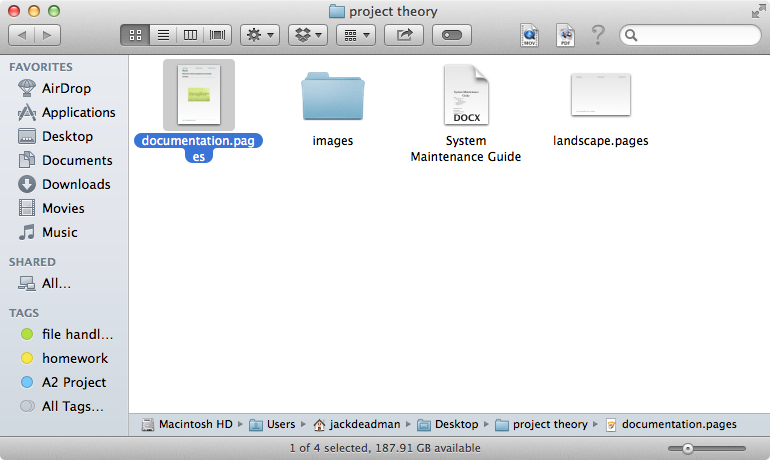 project theory
MOV
PDF
FAVORITES
AirDrop
Applications
Desktop
Documents
Downloads
Movies
Music
SHARED
All...
TAGS
file handl...
homework
A2 Project
All Tags...
documentation.pag
es
images
DOCX
System
Maintenance Guide
landscape.pages
Macintosh HD Users jackdeadman Desktop project theory documentation.pages
1 of 4 selected, 187.91 GB available